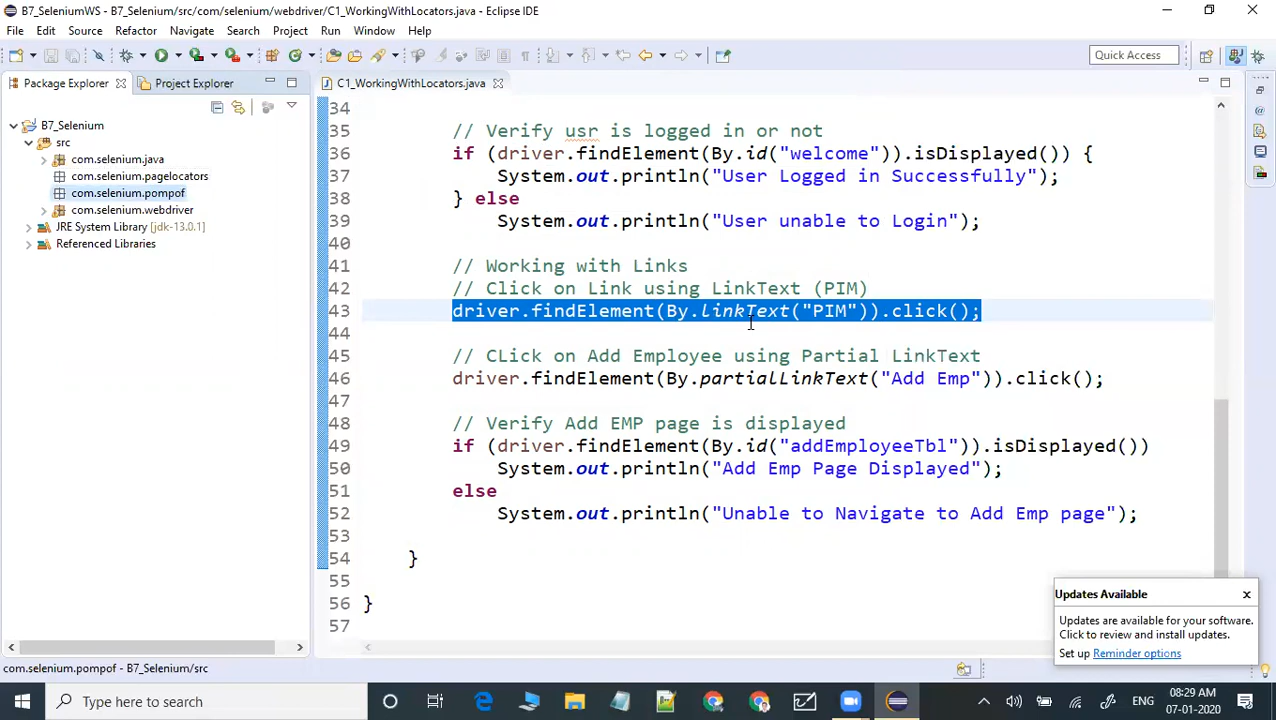 B7_SeleniumWS - B7_Selenium/src/com/selenium/webdriver/C1_WorkingWithLocators.java - Eclipse IDE
File Edit Source Refactor Navigate Search Project Run Window Help
Quick Access
Package Explorer Project Explorer
C1_WorkingWithLocators.java
B7_Selenium
src
com.selenium.java
com.selenium.pagelocators
com.selenium.pompof
com.selenium.webdriver
JRE System Library [jdk-13.0.1]
Referenced Libraries
34
35 // Verify usr is logged in or not
36 if (driver.findElement(By.id("welcome")).isDisplayed()) {
37 System.out.println("User Logged in Successfully");
38 } else
39 System.out.println("User unable to Login");
40
41 // Working with Links
42 // Click on Link using LinkText (PIM)
43 driver.findElement(By.linkText("PIM")).click();
44
45 // CLick on Add Employee using Partial LinkText
46 driver.findElement(By.partialLinkText("Add Emp")).click();
47
48 // Verify Add EMP page is displayed
49 if (driver.findElement(By.id("addEmployeeTbl")).isDisplayed())
50 System.out.println("Add Emp Page Displayed");
51 else
52 System.out.println("Unable to Navigate to Add Emp page");
53
54 }
55
56 }
57
Updates Available
Updates are available for your software.
Click to review and install updates.
Set up Reminder options
com.selenium.pompof - B7_Selenium/src
Type here to search
ENG
08:29 AM
07-01-2020